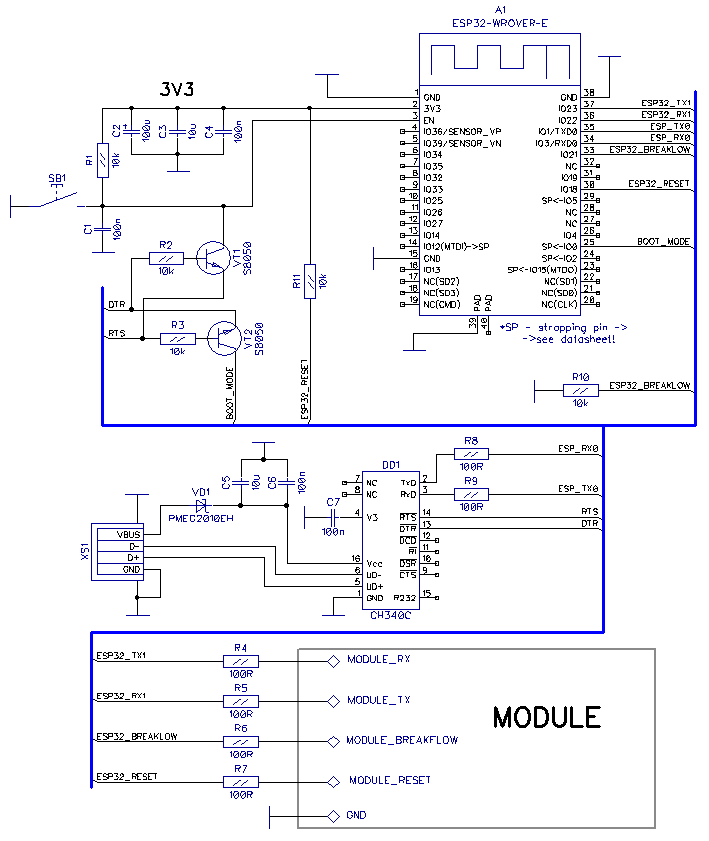 A1
ESP32-WROVER-E
3V3
1 GND
2 3V3
3 EN
4 IO36/SENSOR_VP
5 IO39/SENSOR_VN
6 IO34
7 IO35
8 IO32
9 IO33
10 IO25
11 IO26
12 IO27
13 IO14
14 IO12(MTDI)->SP
15 GND
16 IO13
17 NC(SD2)
18 NC(SD3)
19 NC(CMD)
GND 38
IO23 37 ESP32_TX1
IO22 36 ESP32_RX1
IO1/TXD0 35 ESP_TX0
IO3/RXD0 34 ESP_RX0
IO21 33 ESP32_BREAKLOW
NC 32
IO19 31
IO18 30 ESP32_RESET
SP<-IO5 29
NC 28
NC 27
IO4 26
SP<-IO0 25 BOOT_MODE
SP<-IO2 24
SP<-IO15(MTDO) 23
NC(SD1) 22
NC(SD0) 21
NC(CLK) 20
PAD 39
PAD 40
*SP - strapping pin ->
->see datasheet!!
C2 100u
C3 10u
C4 100n
R1 10k
SB1
C1 100n
R2
10k
VT1
S8050
R11 10k
DTR
RTS
R3
10k
VT2
S8050
BOOT_MODE
ESP32_RESET
R10
10k
ESP32_BREAKLOW
C5 10u
C6 100n
VD1
PMEG2010EH
C7
100n
DD1
7 NC
8 NC
4 V3
16 Vcc
6 UD-
5 UD+
1 GND
TxD 2
RxD 3
RTS 14
DTR 13
DCD 12
RI 11
DSR 10
CTS 9
R232 15
CH340C
R8
100R
ESP_RX0
R9
100R
ESP_TX0
RTS
DTR
XS1
VBUS
D-
D+
GND
ESP32_TX1
R4
100R
MODULE_RX
ESP32_RX1
R5
100R
MODULE_TX
ESP32_BREAKLOW
R6
100R
MODULE_BREAKFLOW
ESP32_RESET
R7
100R
MODULE_RESET
GND
MODULE